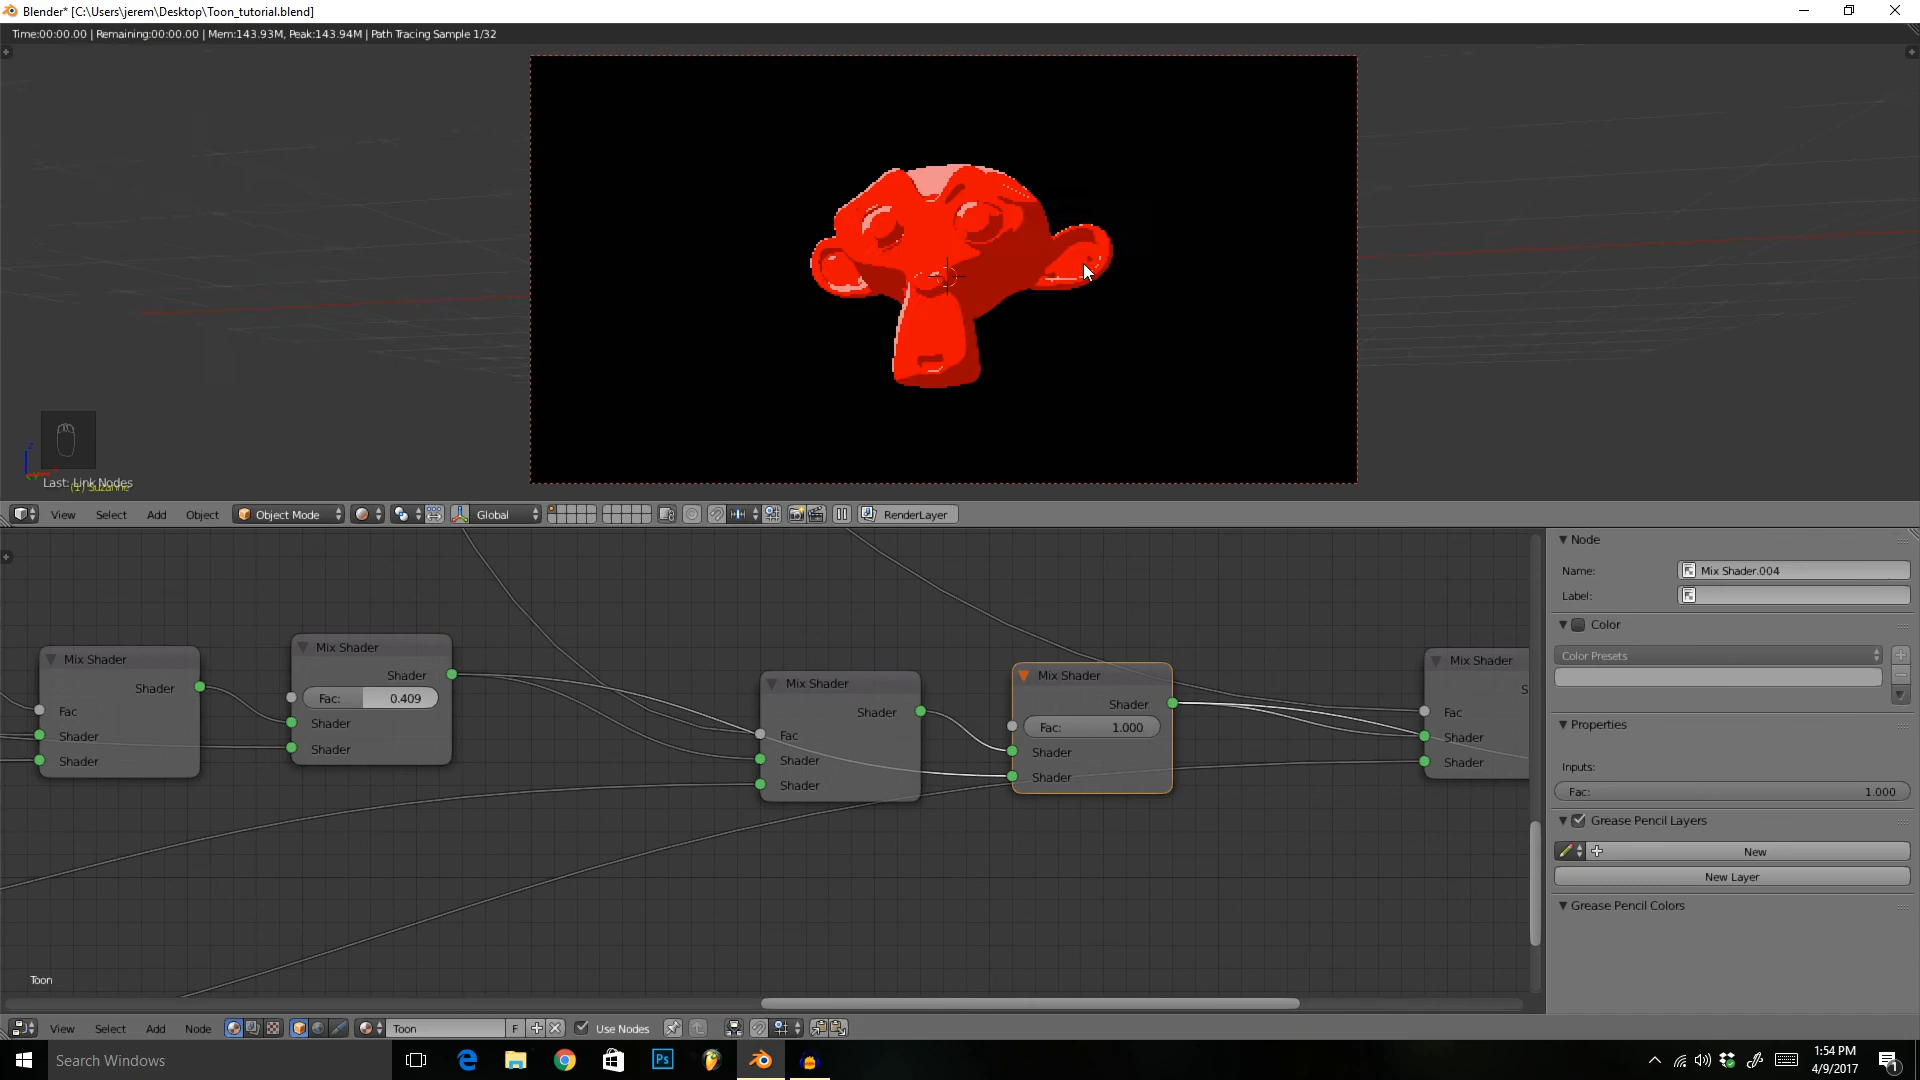 Blender* [C:\Users\jerem\Desktop\Toon_tutorial.blend]
Time:00:00.00 | Remaining:00:00.00 | Mem:143.93M, Peak:143.94M | Path Tracing Sample 1/32
Last: Link Nodes
(1) Suzanne
View Select Add Object Object Mode Global RenderLayer
Node
Name: Mix Shader.004
Label:
Color
Color Presets
Properties
Inputs:
Fac: 1.000
Grease Pencil Layers
New
New Layer
Grease Pencil Colors
Mix Shader
Shader
Fac
Shader
Shader
Mix Shader
Shader
Fac: 0.409
Shader
Shader
Mix Shader
Shader
Fac
Shader
Shader
Mix Shader
Shader
Fac: 1.000
Shader
Shader
Mix Shader
S
Fac
Shader
Shader
Toon
View Select Add Node Toon F Use Nodes
Search Windows
Ps
1:54 PM
4/9/2017
1